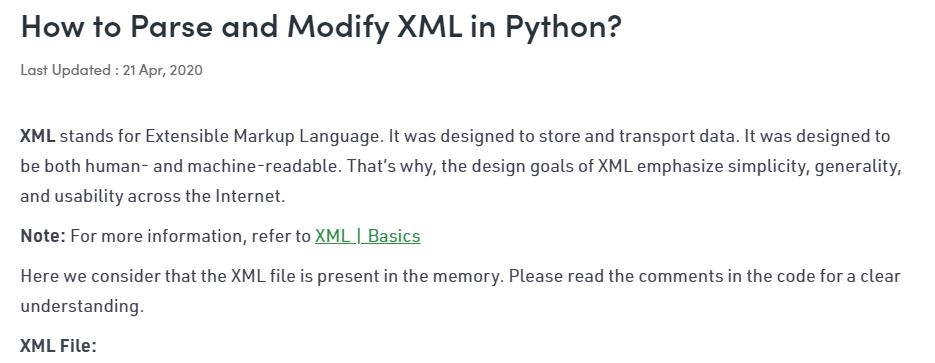 How to Parse and Modify XML in Python?
Last Updated : 21 Apr, 2020
XML stands for Extensible Markup Language. It was designed to store and transport data. It was designed to
be both human- and machine-readable. That’s why, the design goals of XML emphasize simplicity, generality,
and usability across the Internet.
Note: For more information, refer to XML | Basics
Here we consider that the XML file is present in the memory. Please read the comments in the code for a clear
understanding.
XML File: